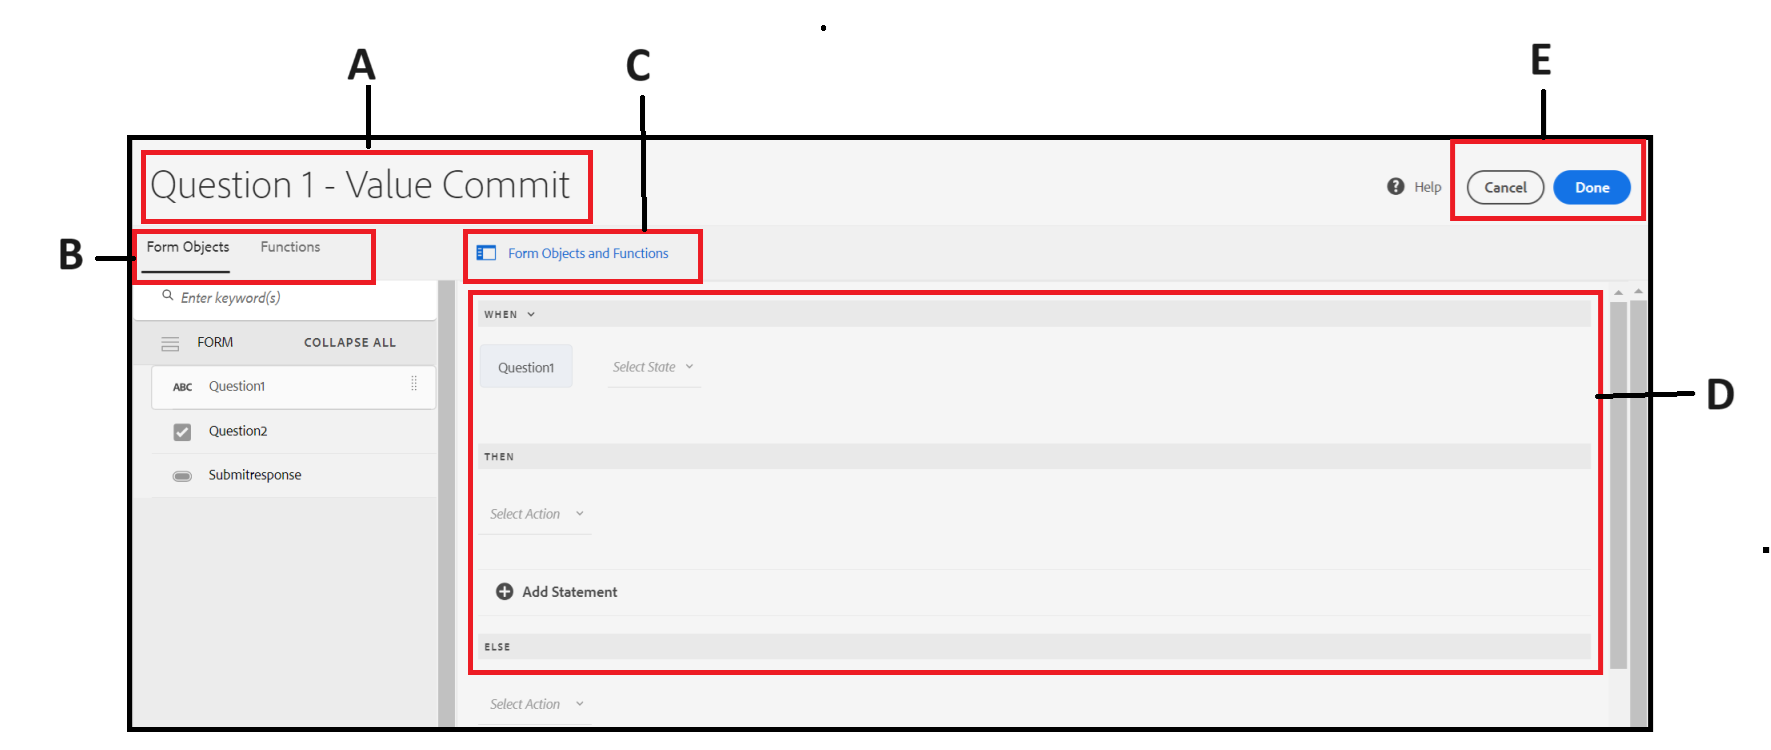 A
C
E
Question 1 - Value Commit
Help
Cancel
Done
B
Form Objects
Functions
Form Objects and Functions
Enter keyword(s)
WHEN
FORM
COLLAPSE ALL
Question1
Select State
ABC Question1
D
Question2
THEN
Submitresponse
Select Action
Add Statement
ELSE
Select Action